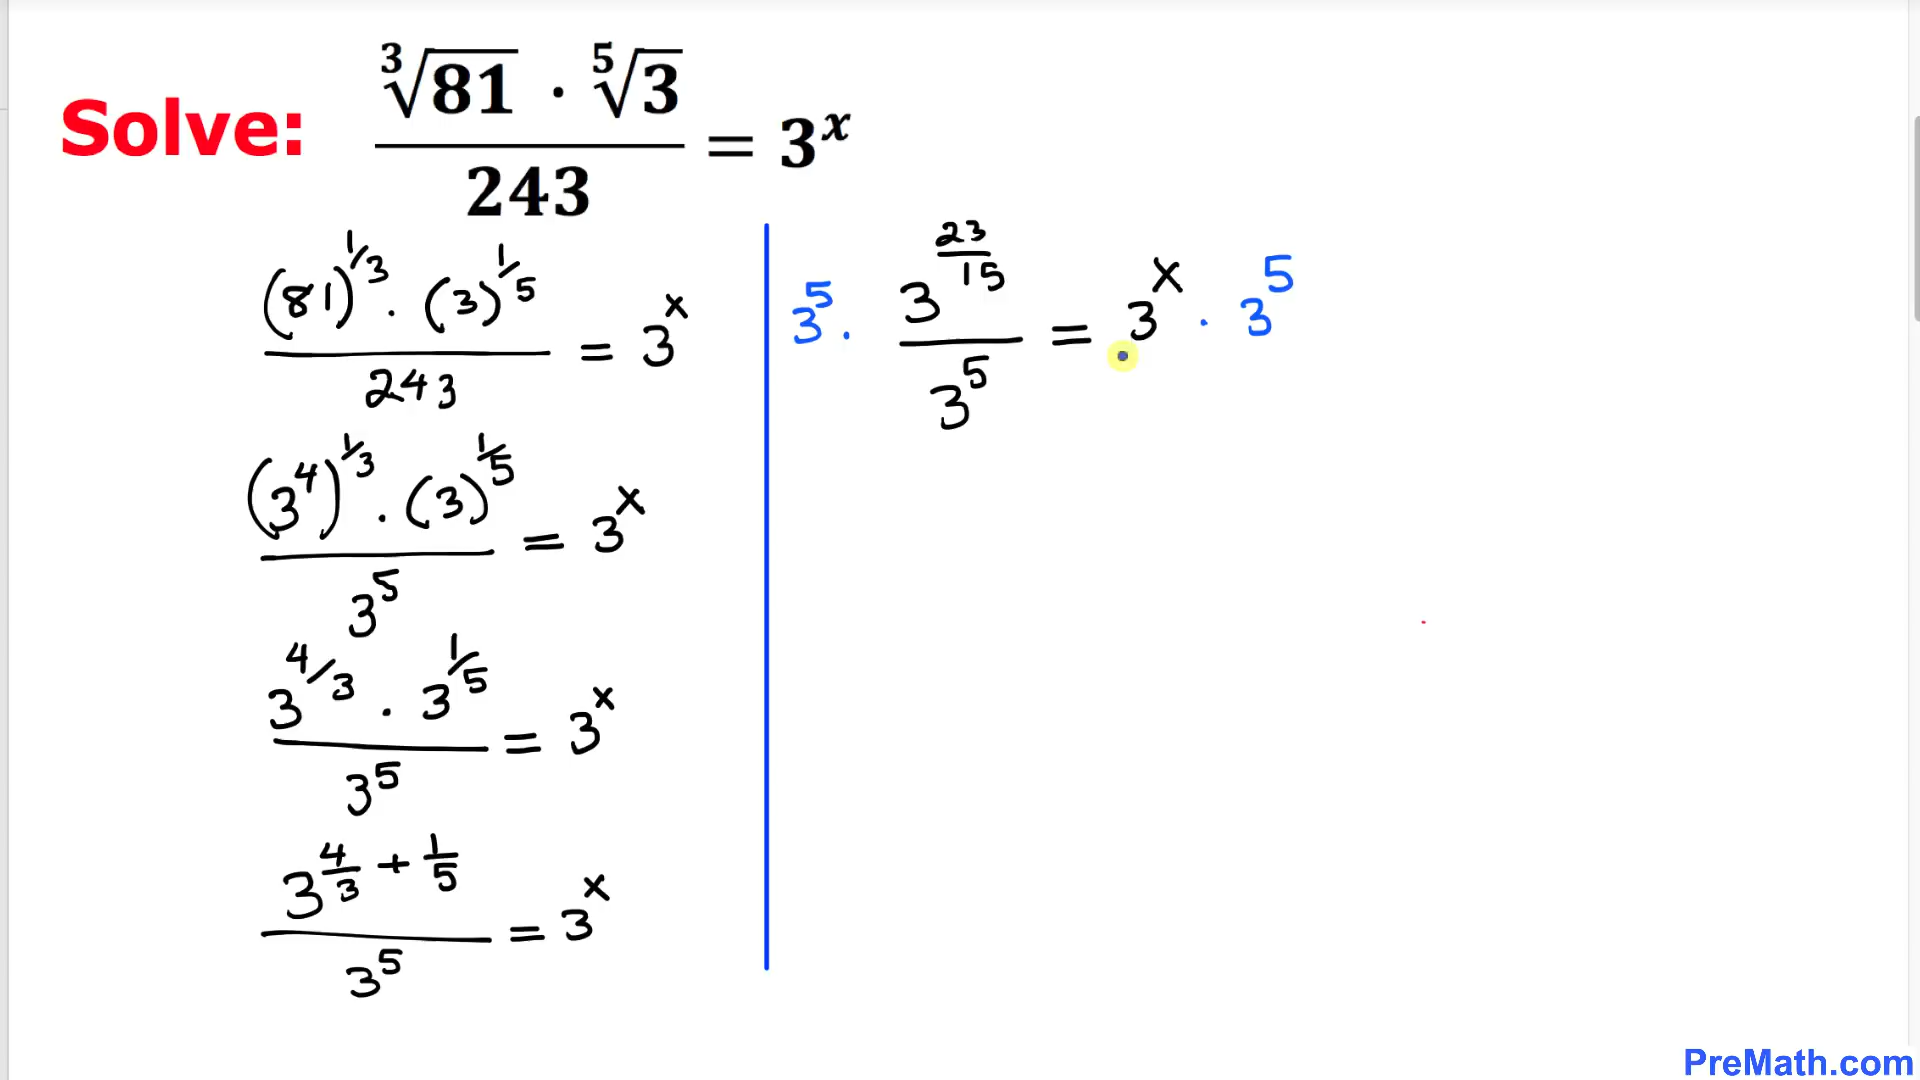 Solve: ∛81 · ⁵√3 / 243 = 3ˣ
(81)^1/3 · (3)^1/5 / 243 = 3^x
(3^4)^1/3 · (3)^1/5 / 3^5 = 3^x
3^4/3 · 3^1/5 / 3^5 = 3^x
3^(4/3 + 1/5) / 3^5 = 3^x
3^5 · 3^(23/15) / 3^5 = 3^x · 3^5
PreMath.com